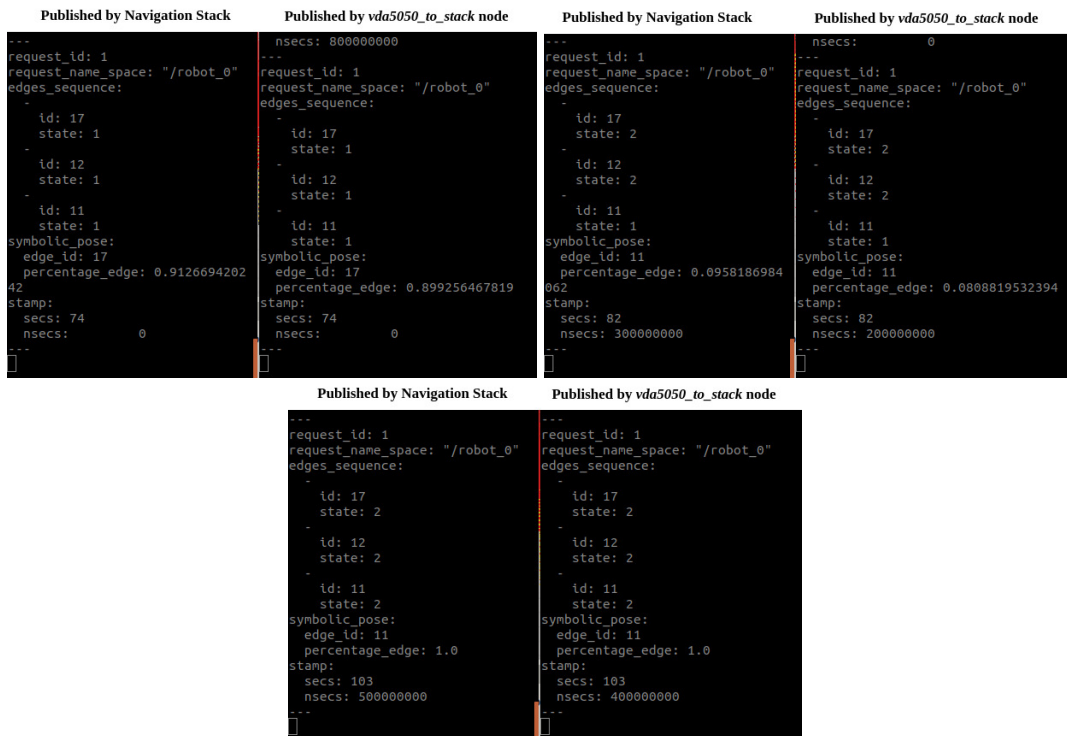 Published by Navigation Stack
---
request_id: 1
request_name_space: "/robot_0"
edges_sequence:
-
id: 17
state: 1
-
id: 12
state: 1
-
id: 11
state: 1
symbolic_pose:
edge_id: 17
percentage_edge: 0.9126694202
42
stamp:
secs: 74
nsecs: 0
---
Published by vda5050_to_stack node
nsecs: 800000000
---
request_id: 1
request_name_space: "/robot_0"
edges_sequence:
-
id: 17
state: 1
-
id: 12
state: 1
-
id: 11
state: 1
symbolic_pose:
edge_id: 17
percentage_edge: 0.899256467819
stamp:
secs: 74
nsecs: 0
---
Published by Navigation Stack
---
request_id: 1
request_name_space: "/robot_0"
edges_sequence:
-
id: 17
state: 2
-
id: 12
state: 2
-
id: 11
state: 1
symbolic_pose:
edge_id: 11
percentage_edge: 0.0958186984
062
stamp:
secs: 82
nsecs: 300000000
---
Published by vda5050_to_stack node
nsecs: 0
---
request_id: 1
request_name_space: "/robot_0"
edges_sequence:
-
id: 17
state: 2
-
id: 12
state: 2
-
id: 11
state: 1
symbolic_pose:
edge_id: 11
percentage_edge: 0.0808819532394
stamp:
secs: 82
nsecs: 200000000
---
Published by Navigation Stack
---
request_id: 1
request_name_space: "/robot_0"
edges_sequence:
-
id: 17
state: 2
-
id: 12
state: 2
-
id: 11
state: 2
symbolic_pose:
edge_id: 11
percentage_edge: 1.0
stamp:
secs: 103
nsecs: 500000000
---
Published by vda5050_to_stack node
---
request_id: 1
request_name_space: "/robot_0"
edges_sequence:
-
id: 17
state: 2
-
id: 12
state: 2
-
id: 11
state: 2
symbolic_pose:
edge_id: 11
percentage_edge: 1.0
stamp:
secs: 103
nsecs: 400000000
---